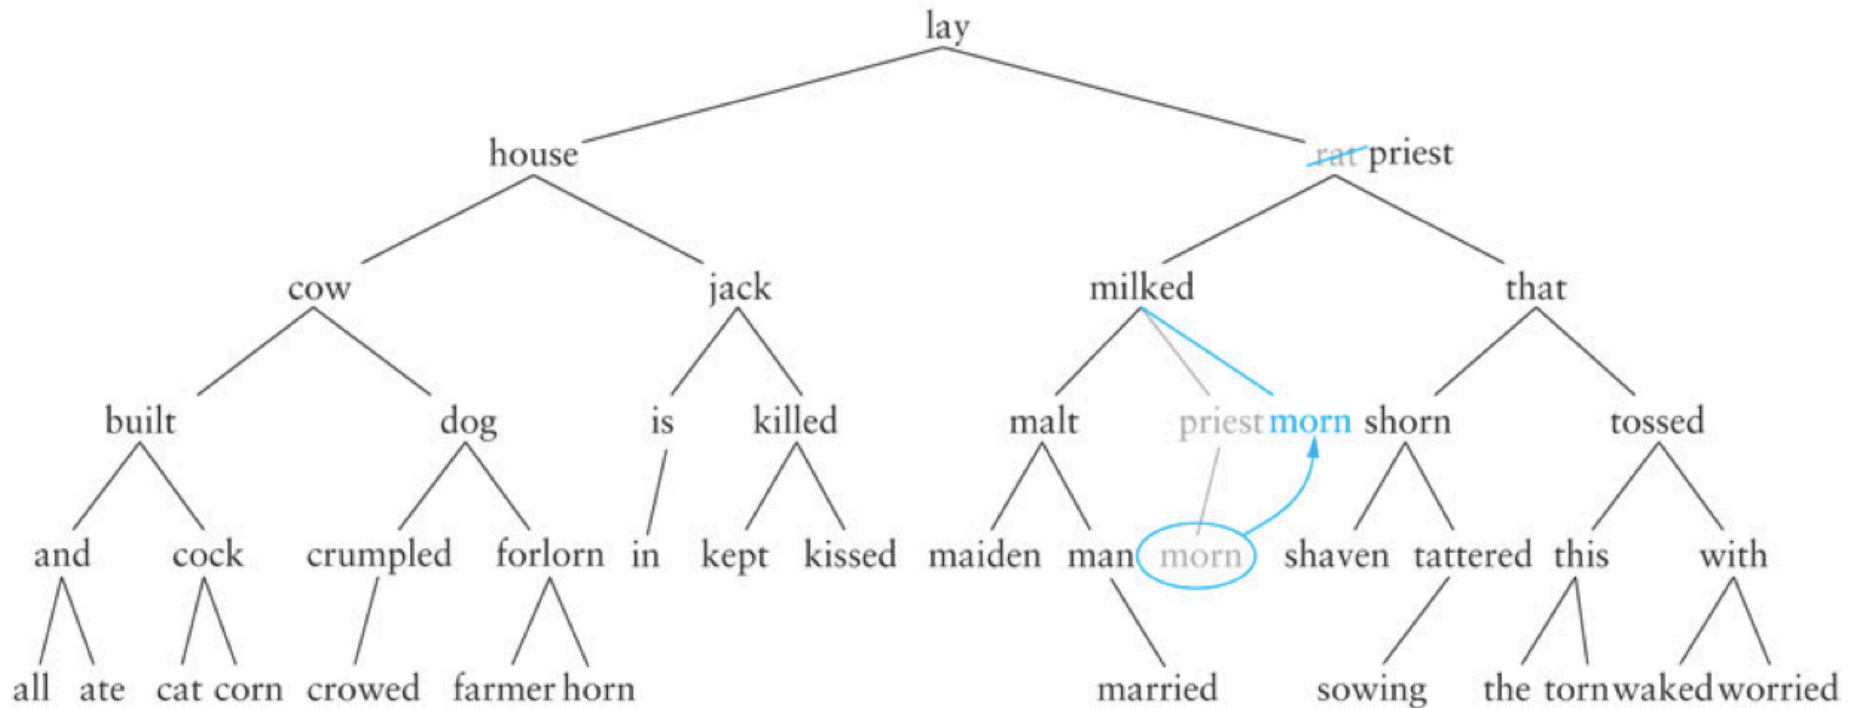 lay
house rat priest
cow jack milked that
built dog is killed malt priest morn shorn tossed
and cock crumpled forlorn in kept kissed maiden man morn shaven tattered this with
all ate cat corn crowed farmer horn married sowing the torn waked worried